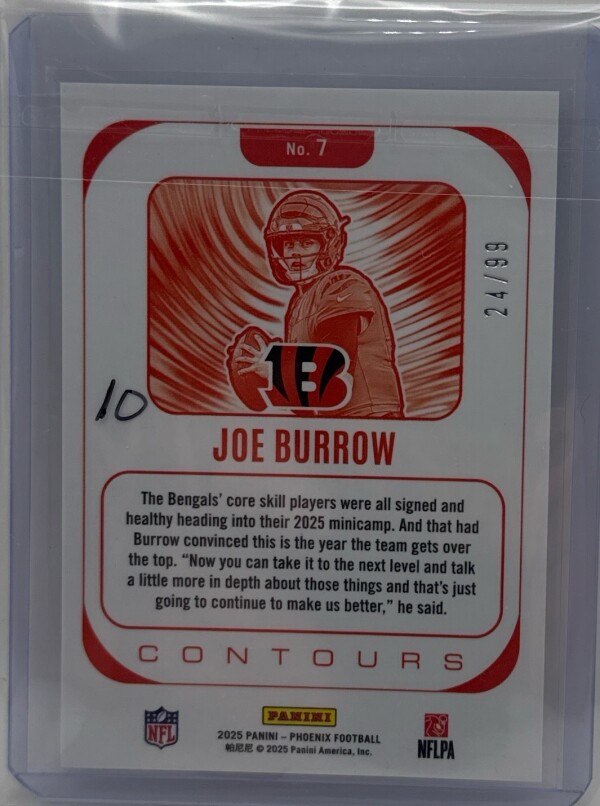 No. 7
24/99
B
10
JOE BURROW
The Bengals' core skill players were all signed and
healthy heading into their 2025 minicamp. And that had
Burrow convinced this is the year the team gets over
the top. “Now you can take it to the next level and talk
a little more in depth about those things and that's just
going to continue to make us better,” he said.
CONTOURS
NFL
PANINI
2025 PANINI – PHOENIX FOOTBALL
帕尼尼 © 2025 Panini America, Inc.
NFLPA